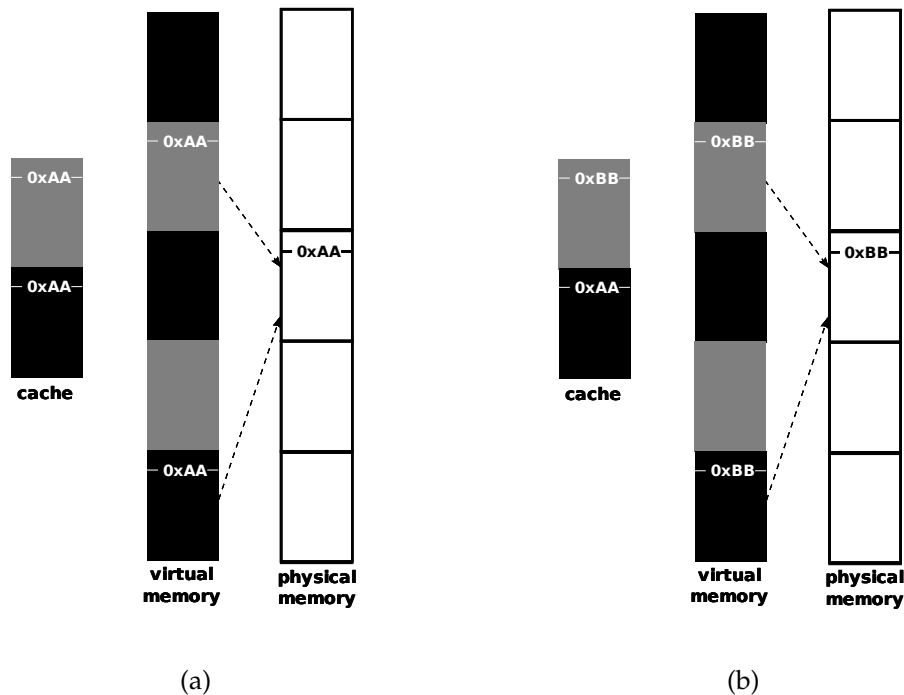 0xAA
0xAA
cache
0xAA
0xAA
virtual
memory
0xAA
physical
memory
(a)
0xBB
0xAA
cache
0xBB
0xBB
virtual
memory
0xBB
physical
memory
(b)